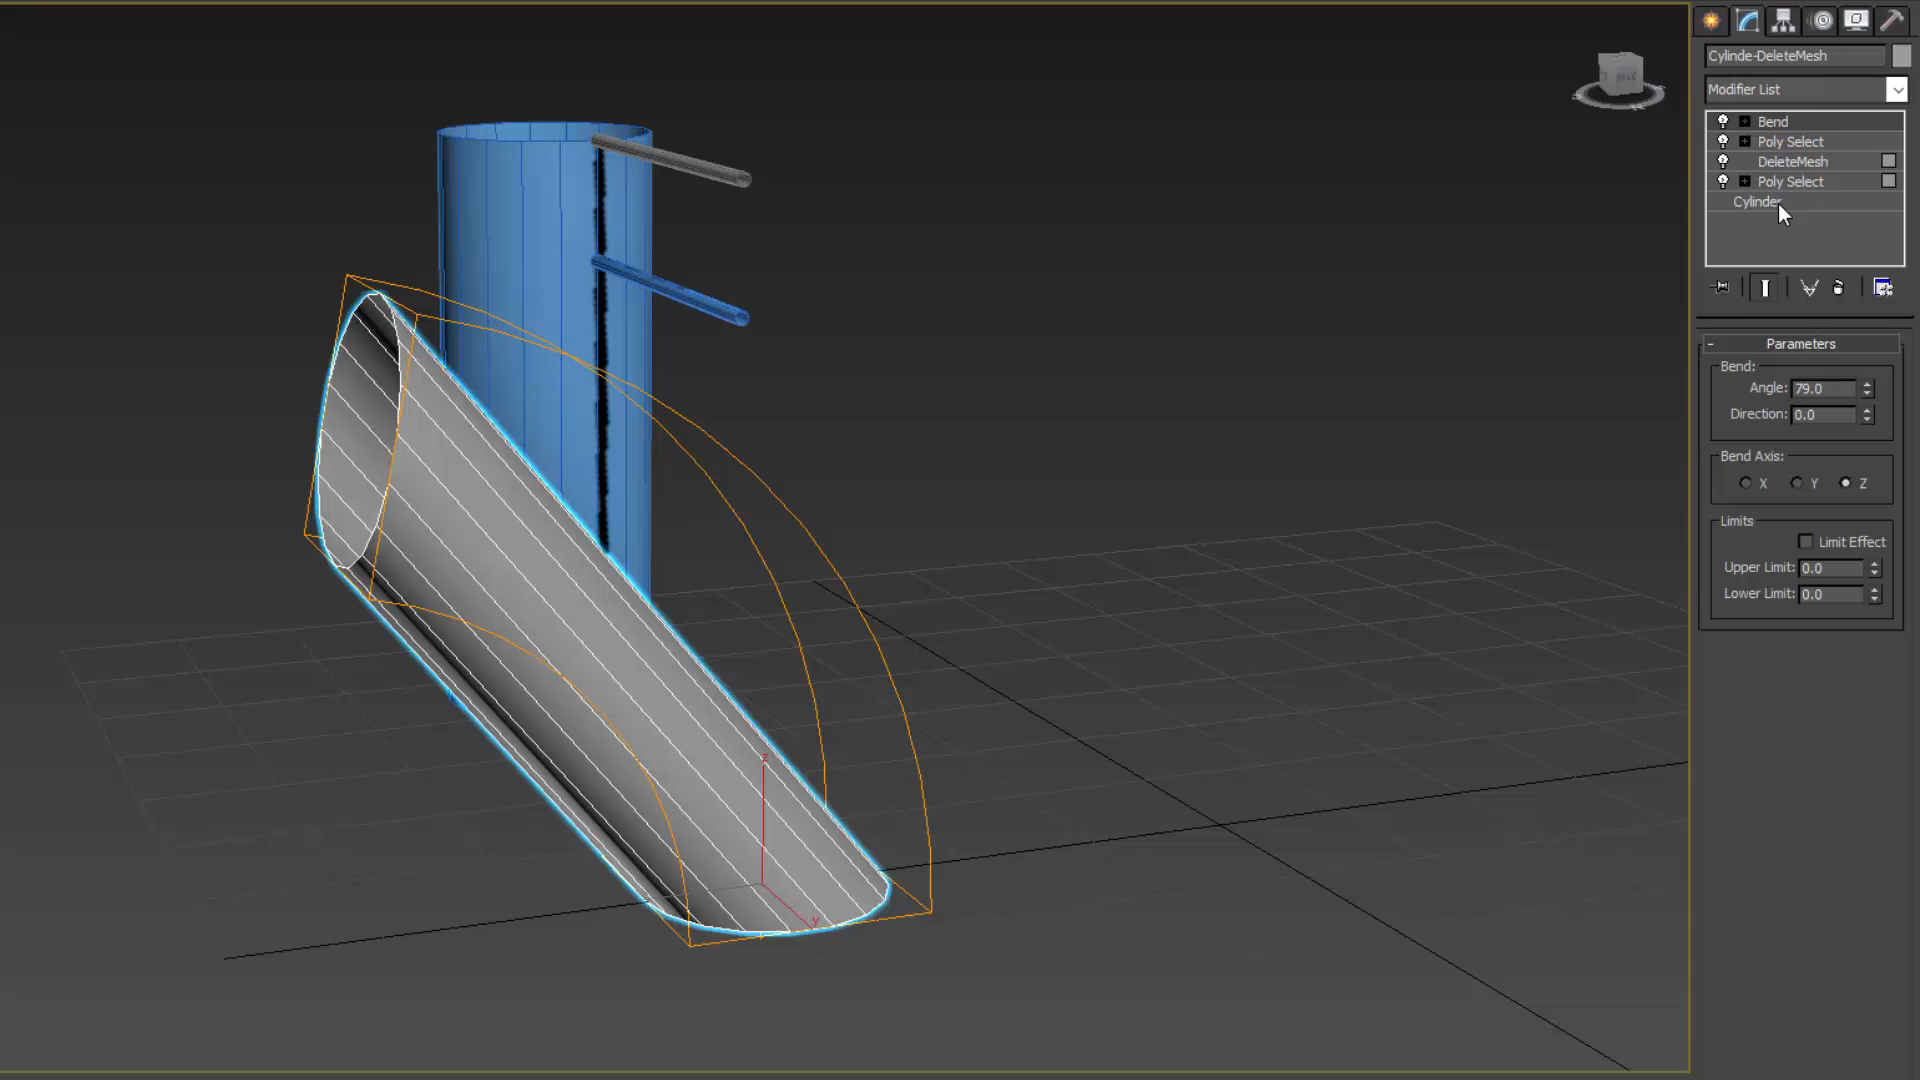 Cylinde-DeleteMesh
Modifier List
Bend
Poly Select
DeleteMesh
Poly Select
Cylinder
- Parameters
Bend:
Angle: 79.0
Direction: 0.0
Bend Axis:
X Y Z
Limits
Limit Effect
Upper Limit: 0.0
Lower Limit: 0.0
z
y